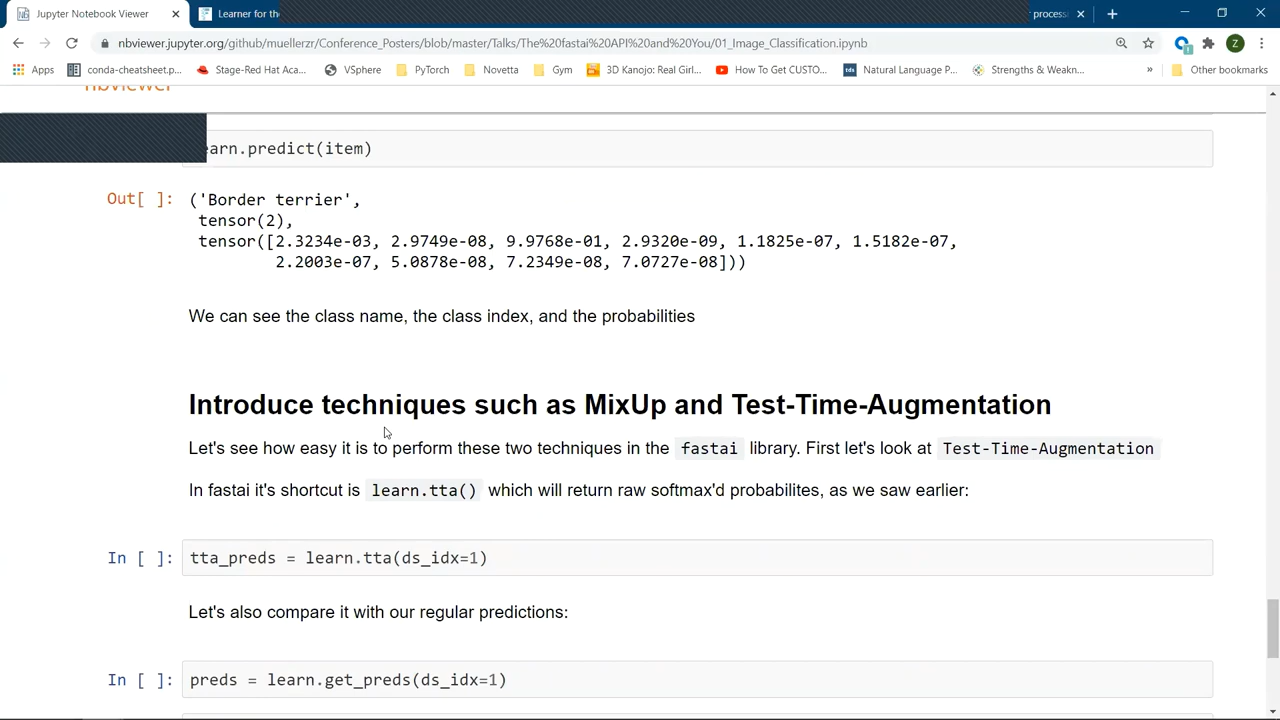 Jupyter Notebook Viewer
Learner for the
processi
nbviewer.jupyter.org/github/muellerzr/Conference_Posters/blob/master/Talks/The%20fastai%20API%20and%20You/01_Image_Classification.ipynb
Apps conda-cheatsheet.p... Stage-Red Hat Aca... VSphere PyTorch Novetta Gym 3D Kanojo: Real Girl... How To Get CUSTO... Natural Language P... Strengths & Weakn... » Other bookmarks
nbviewer
earn.predict(item)
Out[ ]: ('Border terrier',
tensor(2),
tensor([2.3234e-03, 2.9749e-08, 9.9768e-01, 2.9320e-09, 1.1825e-07, 1.5182e-07,
2.2003e-07, 5.0878e-08, 7.2349e-08, 7.0727e-08]))
We can see the class name, the class index, and the probabilities
Introduce techniques such as MixUp and Test-Time-Augmentation
Let's see how easy it is to perform these two techniques in the fastai library. First let's look at Test-Time-Augmentation
In fastai it's shortcut is learn.tta() which will return raw softmax'd probabilites, as we saw earlier:
In [ ]: tta_preds = learn.tta(ds_idx=1)
Let's also compare it with our regular predictions:
In [ ]: preds = learn.get_preds(ds_idx=1)